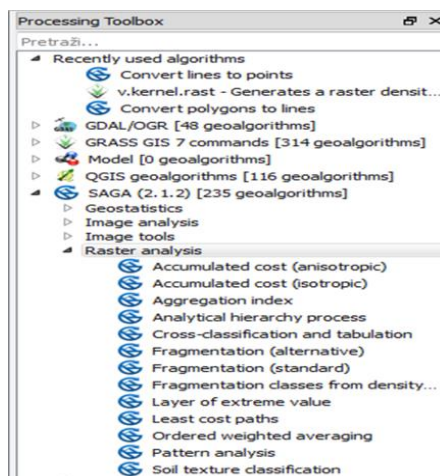 Processing Toolbox
Pretraži...
Recently used algorithms
Convert lines to points
v.kernel.rast - Generates a raster densit...
Convert polygons to lines
GDAL/OGR [48 geoalgorithms]
GRASS GIS 7 commands [314 geoalgorithms]
Model [0 geoalgorithms]
QGIS geoalgorithms [116 geoalgorithms]
SAGA (2.1.2) [235 geoalgorithms]
Geostatistics
Image analysis
Image tools
Raster analysis
Accumulated cost (anisotropic)
Accumulated cost (isotropic)
Aggregation index
Analytical hierarchy process
Cross-classification and tabulation
Fragmentation (alternative)
Fragmentation (standard)
Fragmentation classes from density...
Layer of extreme value
Least cost paths
Ordered weighted averaging
Pattern analysis
Soil texture classification